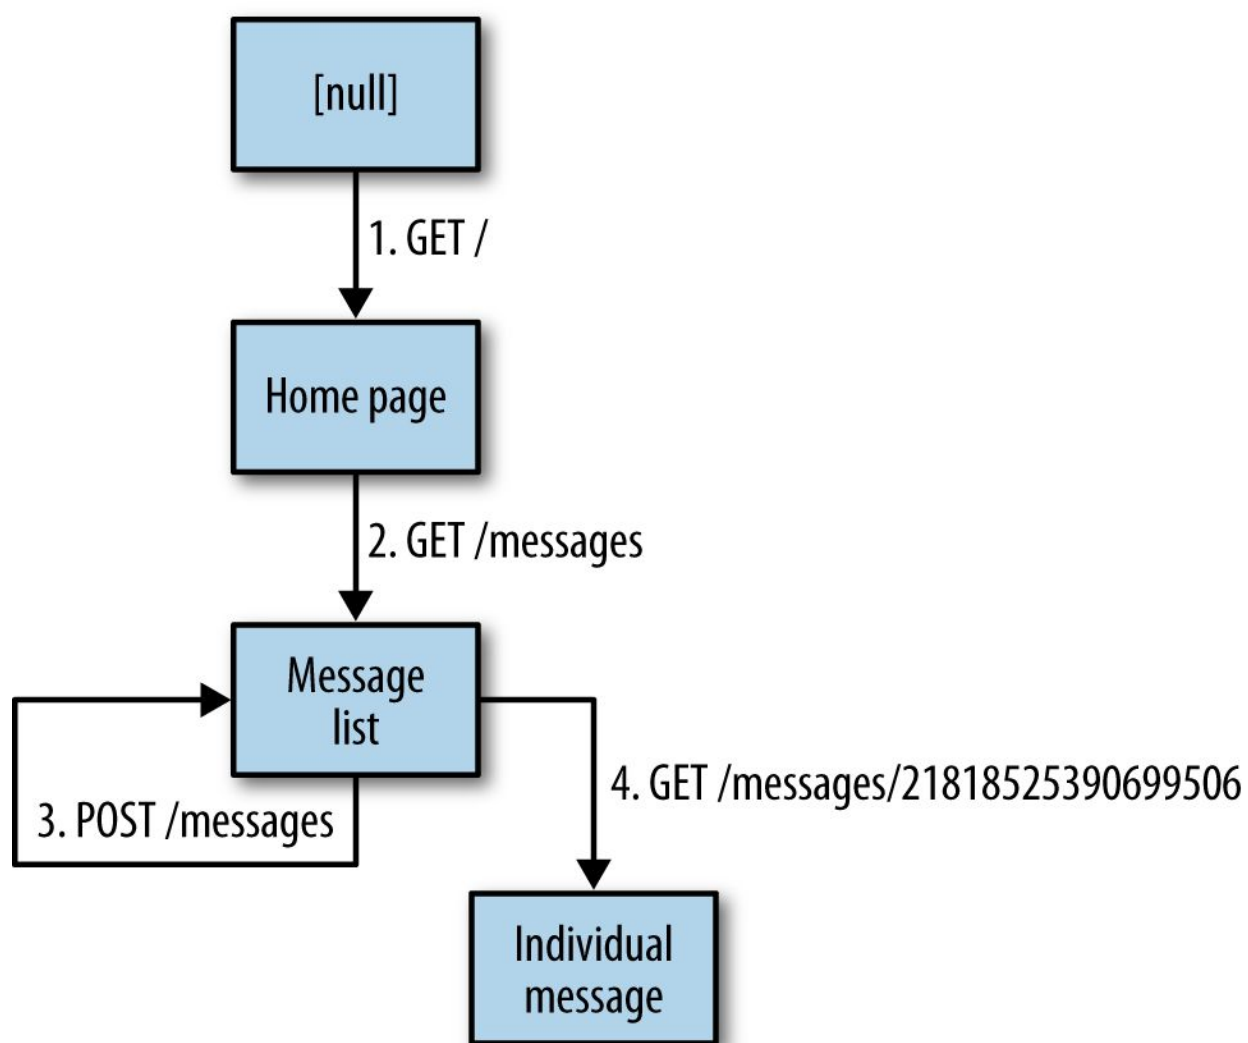 [null]
1. GET /
Home page
2. GET /messages
Message
list
3. POST /messages
4. GET /messages/21818525390699506
Individual
message